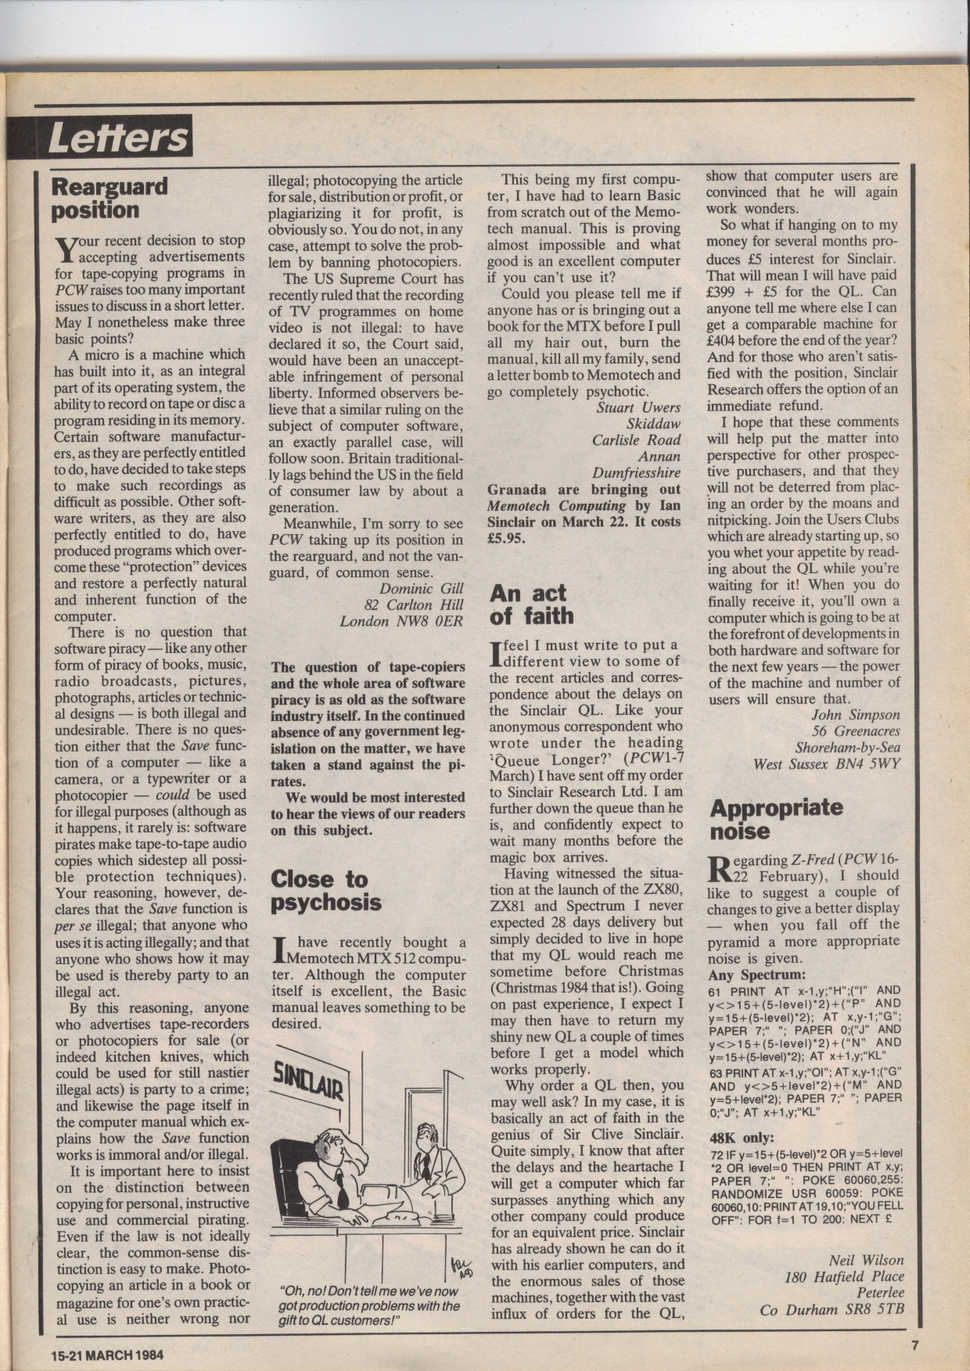 Letters
Rearguard
position
Your recent decision to stop
accepting advertisements
for tape-copying programs in
PCW raises too many important
issues to discuss in a short letter.
May I nonetheless make three
basic points?
A micro is a machine which
has built into it, as an integral
part of its operating system, the
ability to record on tape or disc a
program residing in its memory.
Certain software manufactur-
ers, as they are perfectly entitled
to do, have decided to take steps
to make such recordings as
difficult as possible. Other soft-
ware writers, as they are also
perfectly entitled to do, have
produced programs which over-
come these "protection" devices
and restore a perfectly natural
and inherent function of the
computer.
There is no question that
software piracy — like any other
form of piracy of books, music,
radio broadcasts, pictures,
photographs, articles or technic-
al designs — is both illegal and
undesirable. There is no ques-
tion either that the Save func-
tion of a computer — like a
camera, or a typewriter or a
photocopier — could be used
for illegal purposes (although as
it happens, it rarely is: software
pirates make tape-to-tape audio
copies which sidestep all possi-
ble protection techniques).
Your reasoning, however, de-
clares that the Save function is
per se illegal; that anyone who
uses it is acting illegally; and that
anyone who shows how it may
be used is thereby party to an
illegal act.
By this reasoning, anyone
who advertises tape-recorders
or photocopiers for sale (or
indeed kitchen knives, which
could be used for still nastier
illegal acts) is party to a crime;
and likewise the page itself in
the computer manual which ex-
plains how the Save function
works is immoral and/or illegal.
It is important here to insist
on the distinction between
copying for personal, instructive
use and commercial pirating.
Even if the law is not ideally
clear, the common-sense dis-
tinction is easy to make. Photo-
copying an article in a book or
magazine for one's own practic-
al use is neither wrong nor
illegal; photocopying the article
for sale, distribution or profit, or
plagiarizing it for profit, is
obviously so. You do not, in any
case, attempt to solve the prob-
lem by banning photocopiers.
The US Supreme Court has
recently ruled that the recording
of TV programmes on home
video is not illegal: to have
declared it so, the Court said,
would have been an unaccept-
able infringement of personal
liberty. Informed observers be-
lieve that a similar ruling on the
subject of computer software,
an exactly parallel case, will
follow soon. Britain traditional-
ly lags behind the US in the field
of consumer law by about a
generation.
Meanwhile, I'm sorry to see
PCW taking up its position in
the rearguard, and not the van-
guard, of common sense.
Dominic Gill
82 Carlton Hill
London NW8 0ER
The question of tape-copiers
and the whole area of software
piracy is as old as the software
industry itself. In the continued
absence of any government leg-
islation on the matter, we have
taken a stand against the pi-
rates.
We would be most interested
to hear the views of our readers
on this subject.
Close to
psychosis
I have recently bought a
Memotech MTX 512 compu-
ter. Although the computer
itself is excellent, the Basic
manual leaves something to be
desired.
SINCLAIR
"Oh, no! Don't tell me we've now
got production problems with the
gift to QL customers!"
This being my first compu-
ter, I have had to learn Basic
from scratch out of the Memo-
tech manual. This is proving
almost impossible and what
good is an excellent computer
if you can't use it?
Could you please tell me if
anyone has or is bringing out a
book for the MTX before I pull
all my hair out, burn the
manual, kill all my family, send
a letter bomb to Memotech and
go completely psychotic.
Stuart Uwers
Skiddaw
Carlisle Road
Annan
Dumfriesshire
Granada are bringing out
Memotech Computing by Ian
Sinclair on March 22. It costs
£5.95.
An act
of faith
I feel I must write to put a
different view to some of
the recent articles and corres-
pondence about the delays on
the Sinclair QL. Like your
anonymous correspondent who
wrote under the heading
'Queue Longer?' (PCW1-7
March) I have sent off my order
to Sinclair Research Ltd. I am
further down the queue than he
is, and confidently expect to
wait many months before the
magic box arrives.
Having witnessed the situa-
tion at the launch of the ZX80,
ZX81 and Spectrum I never
expected 28 days delivery but
simply decided to live in hope
that my QL would reach me
sometime before Christmas
(Christmas 1984 that is!). Going
on past experience, I expect I
may then have to return my
shiny new QL a couple of times
before I get a model which
works properly.
Why order a QL then, you
may well ask? In my case, it is
basically an act of faith in the
genius of Sir Clive Sinclair.
Quite simply, I know that after
the delays and the heartache I
will get a computer which far
surpasses anything which any
other company could produce
for an equivalent price. Sinclair
has already shown he can do it
with his earlier computers, and
the enormous sales of those
machines, together with the vast
influx of orders for the QL,
show that computer users are
convinced that he will again
work wonders.
So what if hanging on to my
money for several months pro-
duces £5 interest for Sinclair.
That will mean I will have paid
£399 + £5 for the QL. Can
anyone tell me where else I can
get a comparable machine for
£404 before the end of the year?
And for those who aren't satis-
fied with the position, Sinclair
Research offers the option of an
immediate refund.
I hope that these comments
will help put the matter into
perspective for other prospec-
tive purchasers, and that they
will not be deterred from plac-
ing an order by the moans and
nitpicking. Join the Users Clubs
which are already starting up, so
you whet your appetite by read-
ing about the QL while you're
waiting for it! When you do
finally receive it, you'll own a
computer which is going to be at
the forefront of developments in
both hardware and software for
the next few years — the power
of the machine and number of
users will ensure that.
John Simpson
56 Greenacres
Shoreham-by-Sea
West Sussex BN4 5WY
Appropriate
noise
Regarding Z-Fred (PCW 16-
22 February), I should
like to suggest a couple of
changes to give a better display
— when you fall off the
pyramid a more appropriate
noise is given.
Any Spectrum:
61 PRINT AT x-1,y;"H";("I" AND
y<>15+(5-level)*2)+("P" AND
y=15+(5-level)*2); AT x,y-1;"G";
PAPER 7;" "; PAPER 0;("J" AND
y<>15+(5-level)*2)+("N" AND
y=15+(5-level)*2); AT x+1,y;"KL"
63 PRINT AT x-1,y;"OI"; AT x,y-1;("G"
AND y<>5+level*2)+("M" AND
y=5+level*2); PAPER 7;" "; PAPER
0;"J"; AT x+1,y;"KL"
48K only:
72 IF y=15+(5-level)*2 OR y=5+level
*2 OR level=0 THEN PRINT AT x,y;
PAPER 7;" ": POKE 60060,255:
RANDOMIZE USR 60059: POKE
60060,10: PRINT AT 19,10;"YOU FELL
OFF": FOR f=1 TO 200: NEXT £
Neil Wilson
180 Hatfield Place
Peterlee
Co Durham SR8 5TB
15-21 MARCH 1984
7